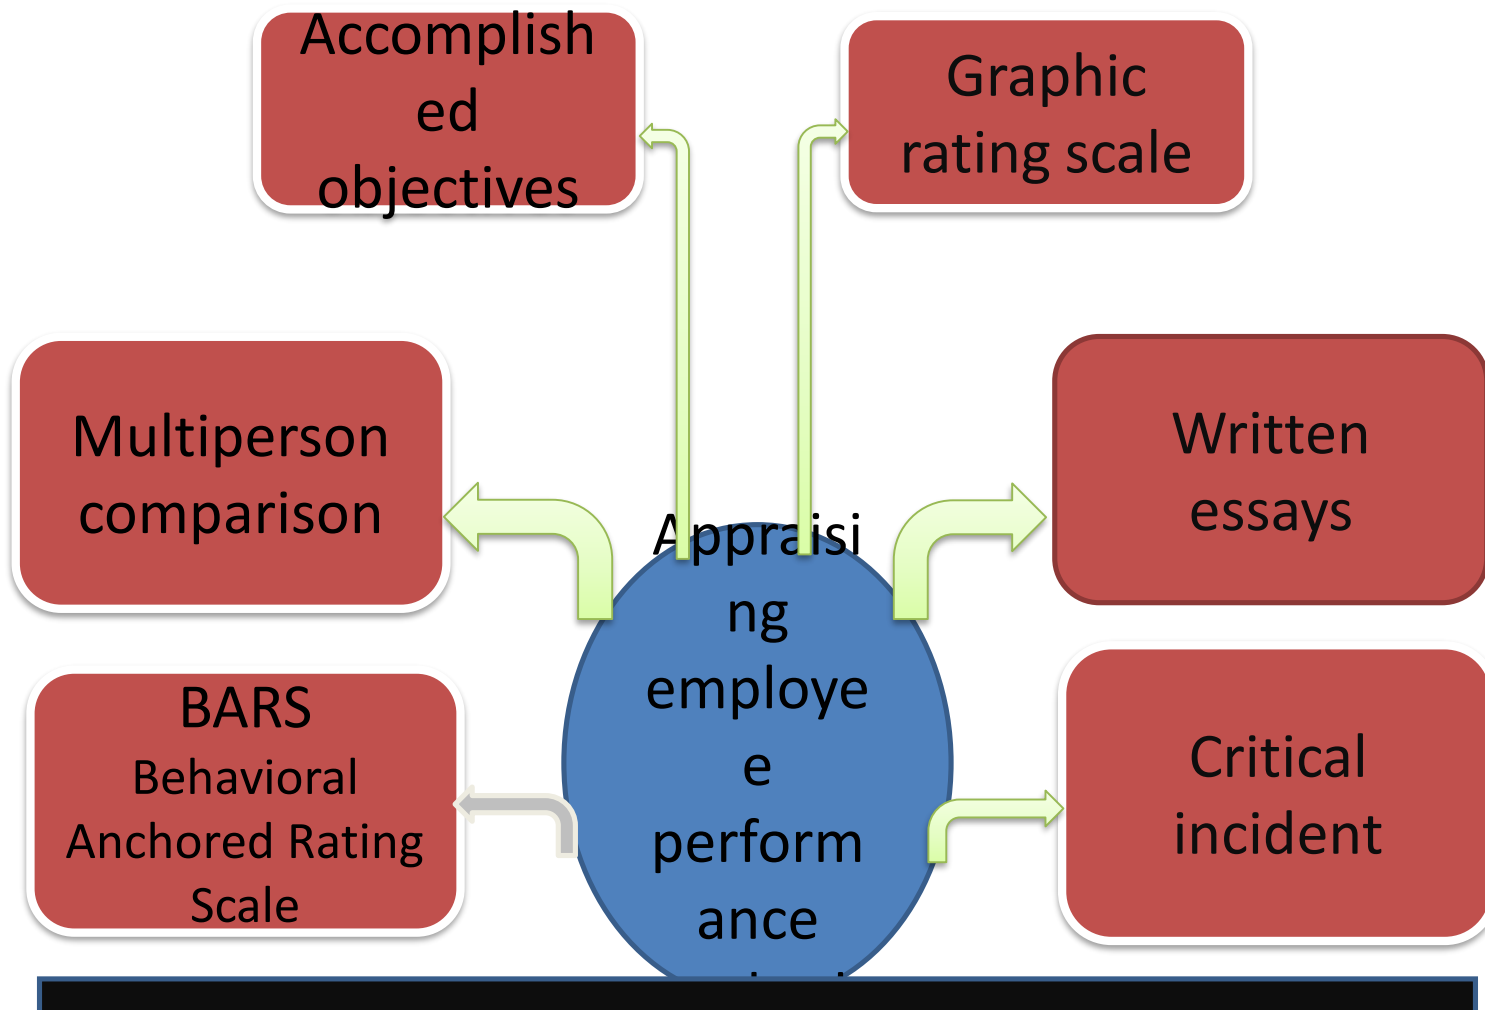 Accomplish
ed
objectives
Graphic
rating scale
Multiperson
comparison
Written
essays
BARS
Behavioral
Anchored Rating
Scale
Appraisi
ng
employe
e
perform
ance
Critical
incident